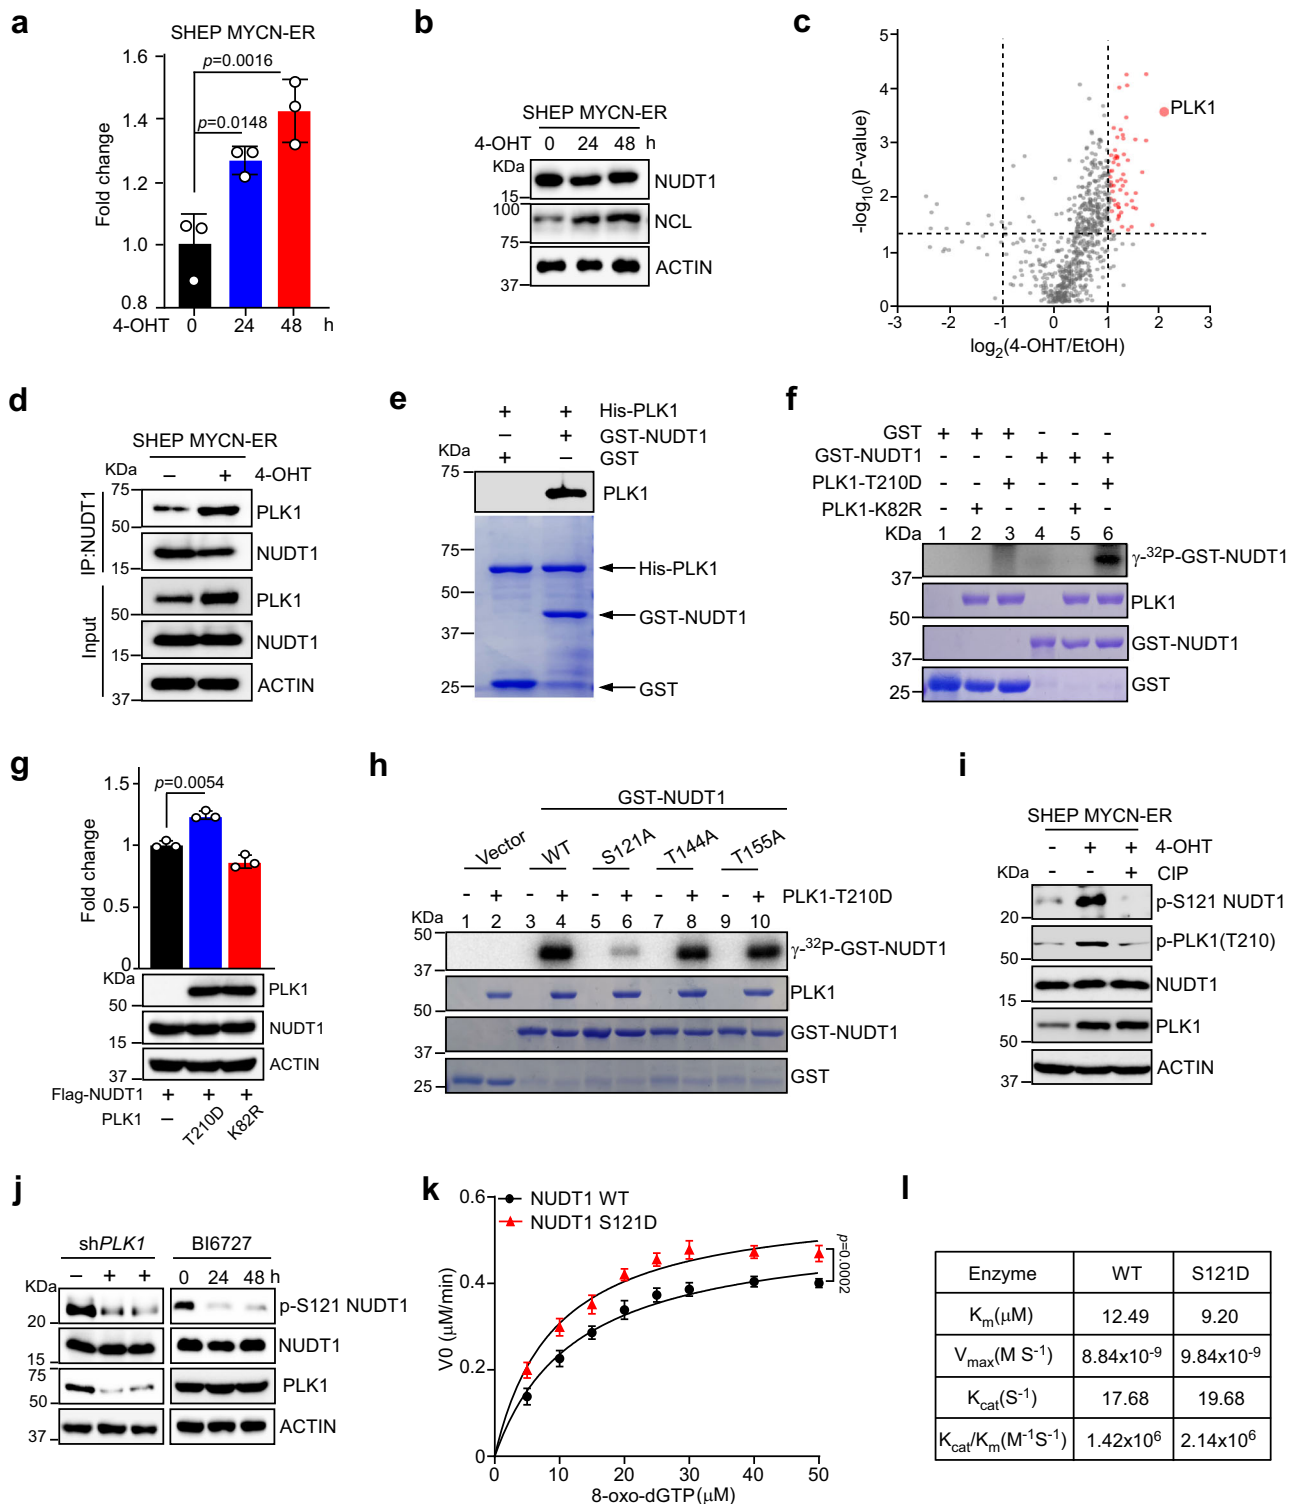 a
SHEP MYCN-ER
Fold change
1.6
1.4
1.2
1.0
0.8
p=0.0016
p=0.0148
4-OHT 0 24 48 h
b
SHEP MYCN-ER
4-OHT 0 24 48 h
KDa
NUDT1
15
100
NCL
75
ACTIN
37
c
-log10(P-value)
5
4
3
2
1
0
PLK1
-3 -2 -1 0 1 2 3
log2(4-OHT/EtOH)
d
SHEP MYCN-ER
KDa – + 4-OHT
IP:NUDT1
75
PLK1
50
NUDT1
15
Input
PLK1
50
NUDT1
15
ACTIN
37
e
+ + His-PLK1
– + GST-NUDT1
KDa + – GST
75
PLK1
75
His-PLK1
50
GST-NUDT1
37
25
GST
f
GST + + + - - -
GST-NUDT1 - - - + + +
PLK1-T210D - - + - - +
PLK1-K82R - + - - + -
KDa 1 2 3 4 5 6
γ-32P-GST-NUDT1
37
PLK1
50
GST-NUDT1
37
GST
25
g
Fold change
1.5
1
0.5
0
p=0.0054
KDa
PLK1
50
NUDT1
15
ACTIN
37
Flag-NUDT1 + + +
PLK1 – T210D K82R
h
GST-NUDT1
Vector WT S121A T144A T155A
- + - + - + - + - + PLK1-T210D
KDa 1 2 3 4 5 6 7 8 9 10
50
γ-32P-GST-NUDT1
37
PLK1
50
GST-NUDT1
37
GST
25
i
SHEP MYCN-ER
- + + 4-OHT
KDa - - + CIP
p-S121 NUDT1
20
p-PLK1(T210)
50
NUDT1
15
PLK1
50
ACTIN
37
j
shPLK1 BI6727
KDa – + + 0 24 48 h
p-S121 NUDT1
20
NUDT1
15
75
PLK1
50
ACTIN
37
k
V0 (μM/min)
0.6
0.4
0.2
0
NUDT1 WT
NUDT1 S121D
p=0.0002
0 10 20 30 40 50
8-oxo-dGTP(μM)
l
Enzyme WT S121D
Km(μM) 12.49 9.20
Vmax(M S-1) 8.84x10-9 9.84x10-9
Kcat(S-1) 17.68 19.68
Kcat/Km(M-1S-1) 1.42x106 2.14x106